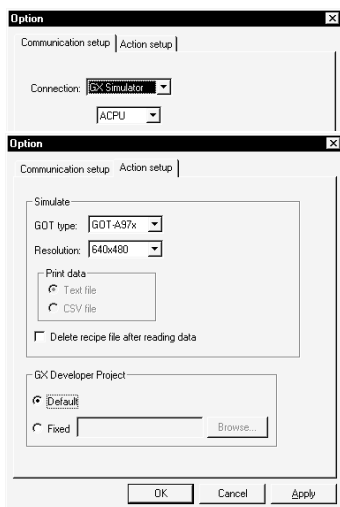 Option
Communication setup Action setup
Connection: GX Simulator
ACPU
Option
Communication setup Action setup
Simulate
GOT type: GOT-A97x
Resolution: 640x480
Print data
Text file
CSV file
Delete recipe file after reading data
GX Developer Project
Default
Fixed Browse...
OK Cancel Apply